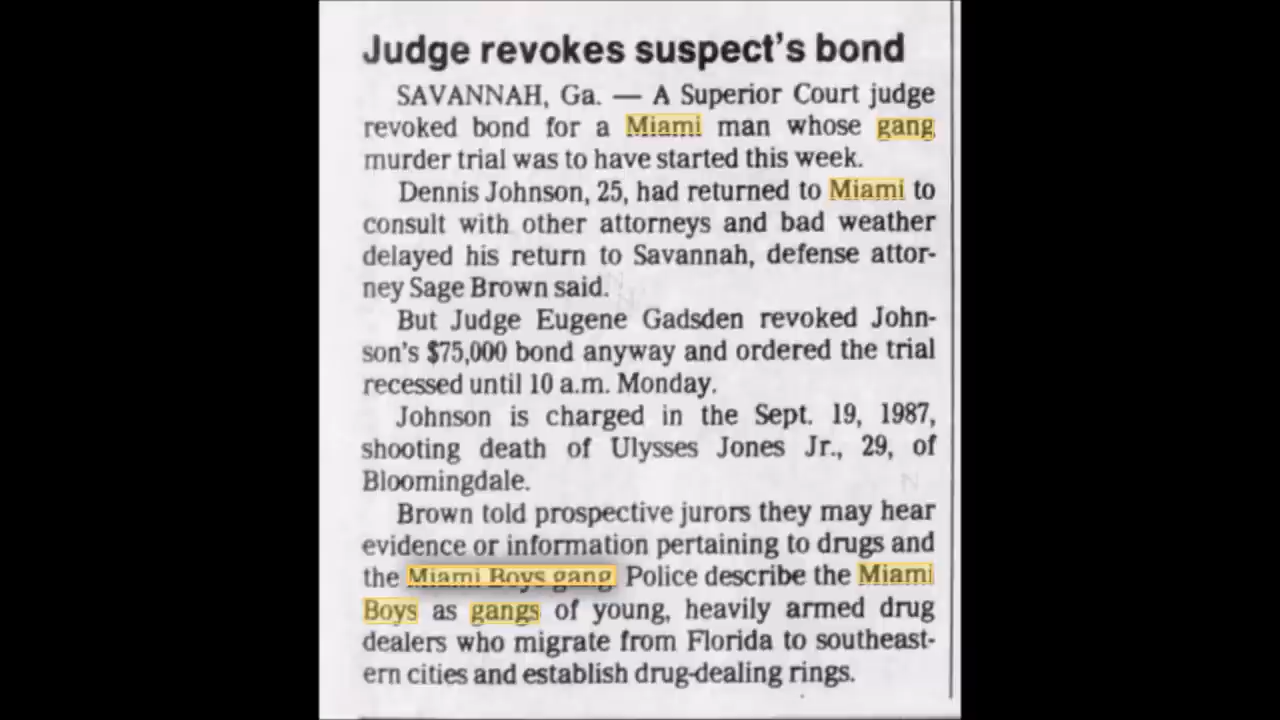 Judge revokes suspect's bond
SAVANNAH, Ga. — A Superior Court judge
revoked bond for a Miami man whose gang
murder trial was to have started this week.
Dennis Johnson, 25, had returned to Miami to
consult with other attorneys and bad weather
delayed his return to Savannah, defense attor-
ney Sage Brown said.
But Judge Eugene Gadsden revoked John-
son's $75,000 bond anyway and ordered the trial
recessed until 10 a.m. Monday.
Johnson is charged in the Sept. 19, 1987,
shooting death of Ulysses Jones Jr., 29, of
Bloomingdale.
Brown told prospective jurors they may hear
evidence or information pertaining to drugs and
the Miami Boys gang Police describe the Miami
Boys as gangs of young, heavily armed drug
dealers who migrate from Florida to southeast-
ern cities and establish drug-dealing rings.